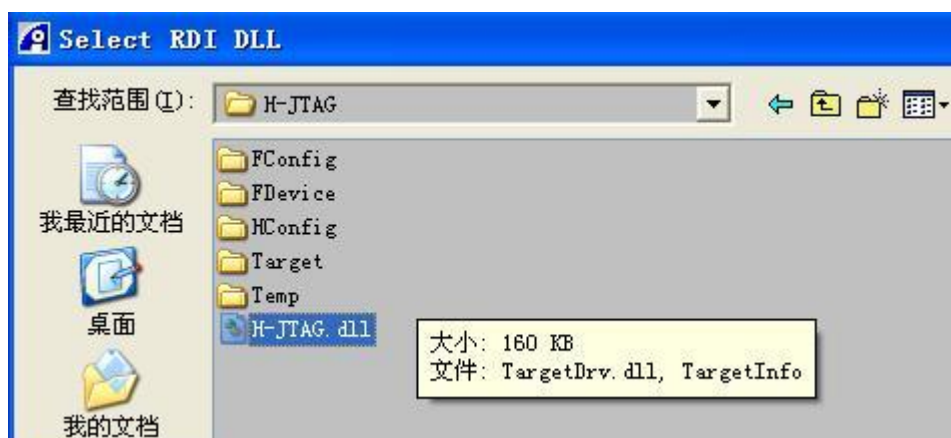 Select RDI DLL
查找范围(I):
H-JTAG
我最近的文档
桌面
我的文档
FConfig
FDevice
HConfig
Target
Temp
H-JTAG.dll
大小: 160 KB
文件: TargetDrv.dll, TargetInfo